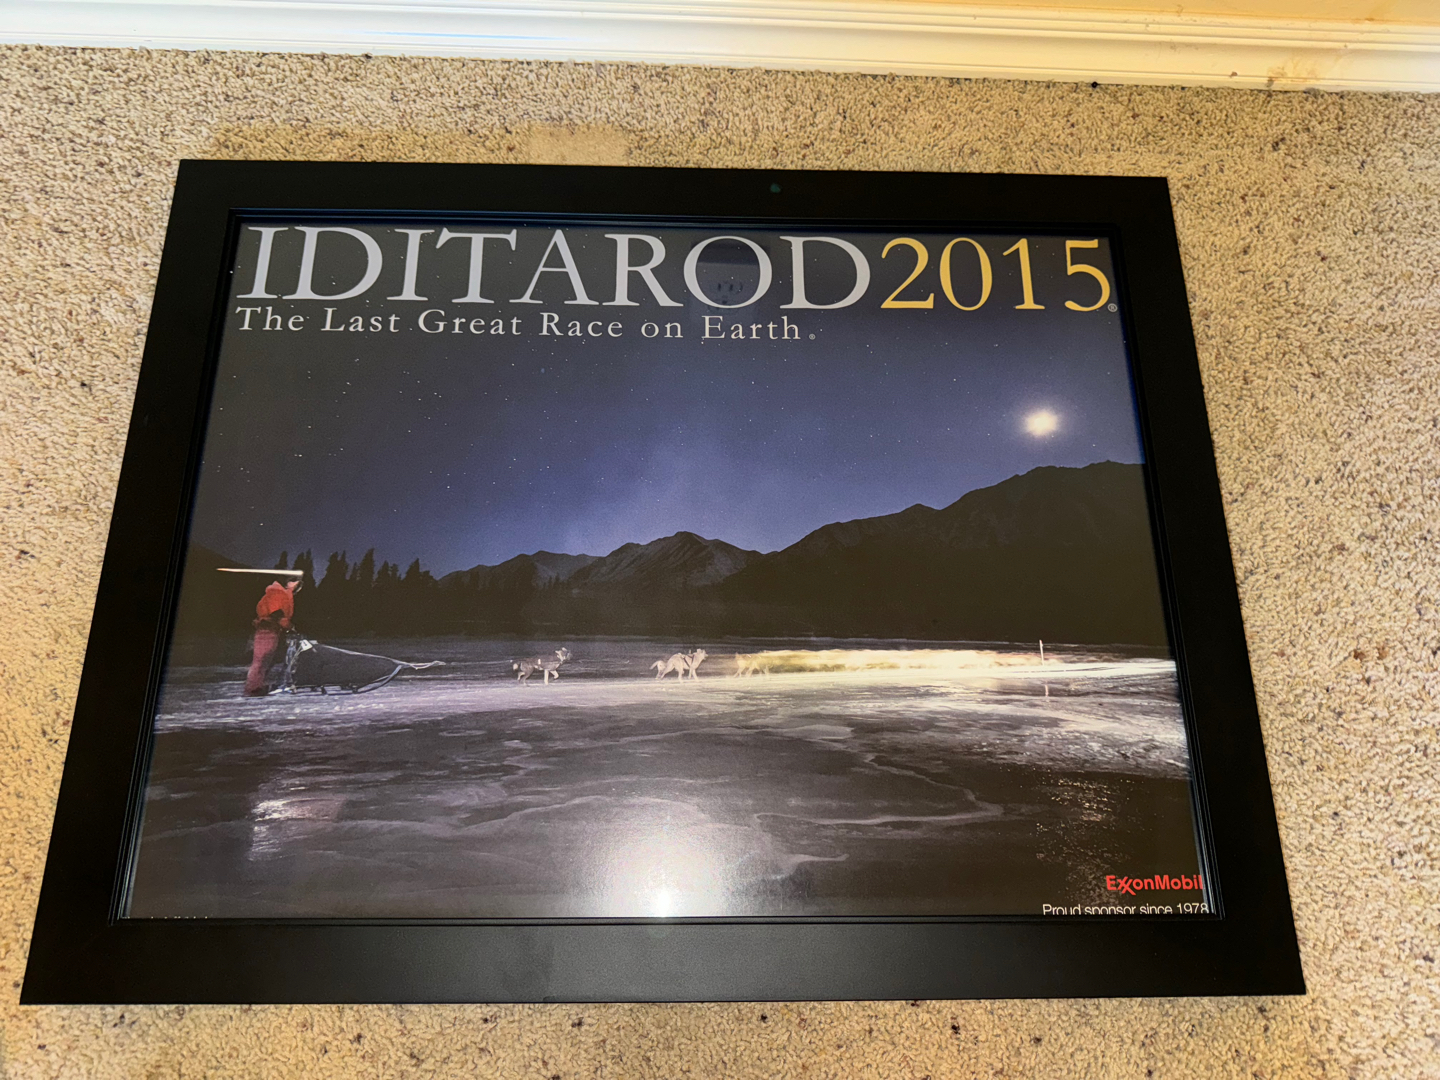 IDITAROD2015®
The Last Great Race on Earth®
ExxonMobil
Proud sponsor since 1978